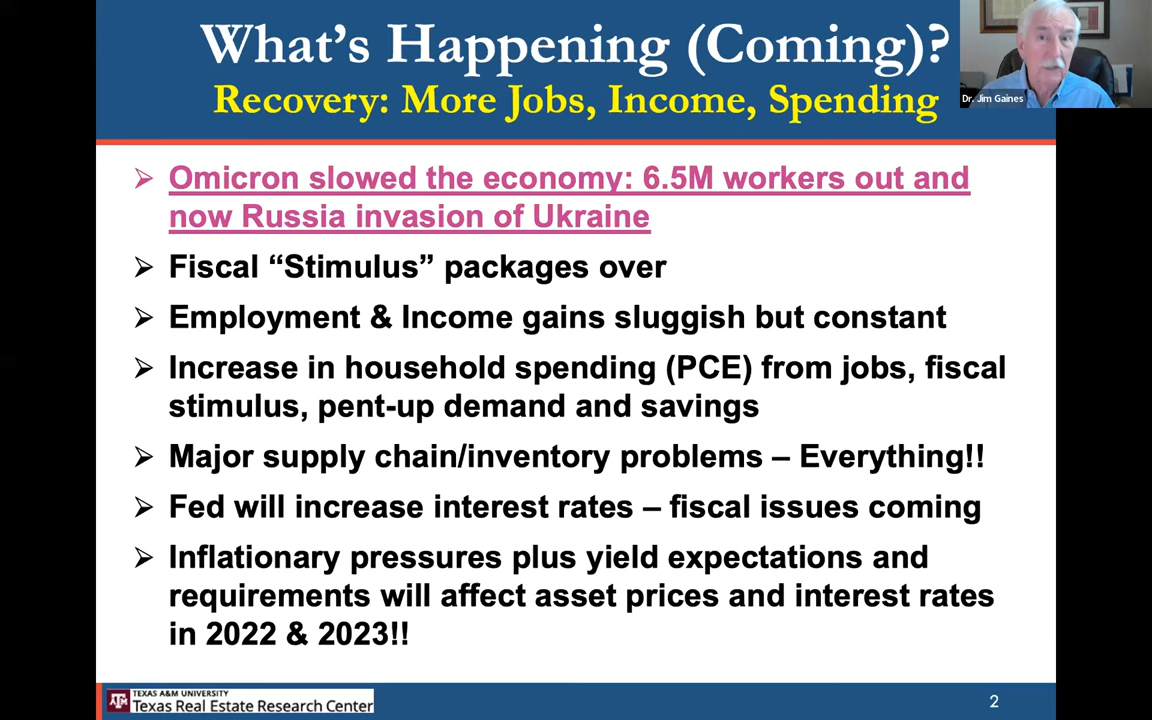 What's Happening (Coming)?
Recovery: More Jobs, Income, Spending
Dr. Jim Gaines
➢ Omicron slowed the economy: 6.5M workers out and
now Russia invasion of Ukraine
➢ Fiscal “Stimulus” packages over
➢ Employment & Income gains sluggish but constant
➢ Increase in household spending (PCE) from jobs, fiscal
stimulus, pent-up demand and savings
➢ Major supply chain/inventory problems – Everything!!
➢ Fed will increase interest rates – fiscal issues coming
➢ Inflationary pressures plus yield expectations and
requirements will affect asset prices and interest rates
in 2022 & 2023!!
ATM
TEXAS A&M UNIVERSITY
Texas Real Estate Research Center
2